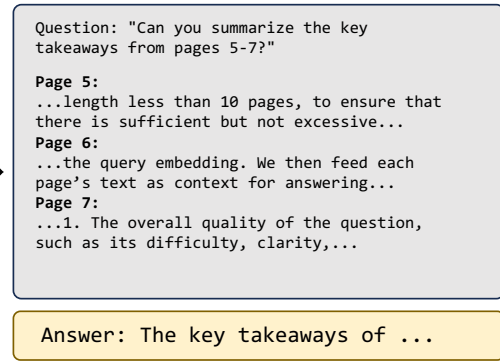 Question: "Can you summarize the key
takeaways from pages 5-7?"
Page 5:
...length less than 10 pages, to ensure that
there is sufficient but not excessive...
Page 6:
...the query embedding. We then feed each
page's text as context for answering...
Page 7:
...1. The overall quality of the question,
such as its difficulty, clarity,...
Answer: The key takeaways of ...